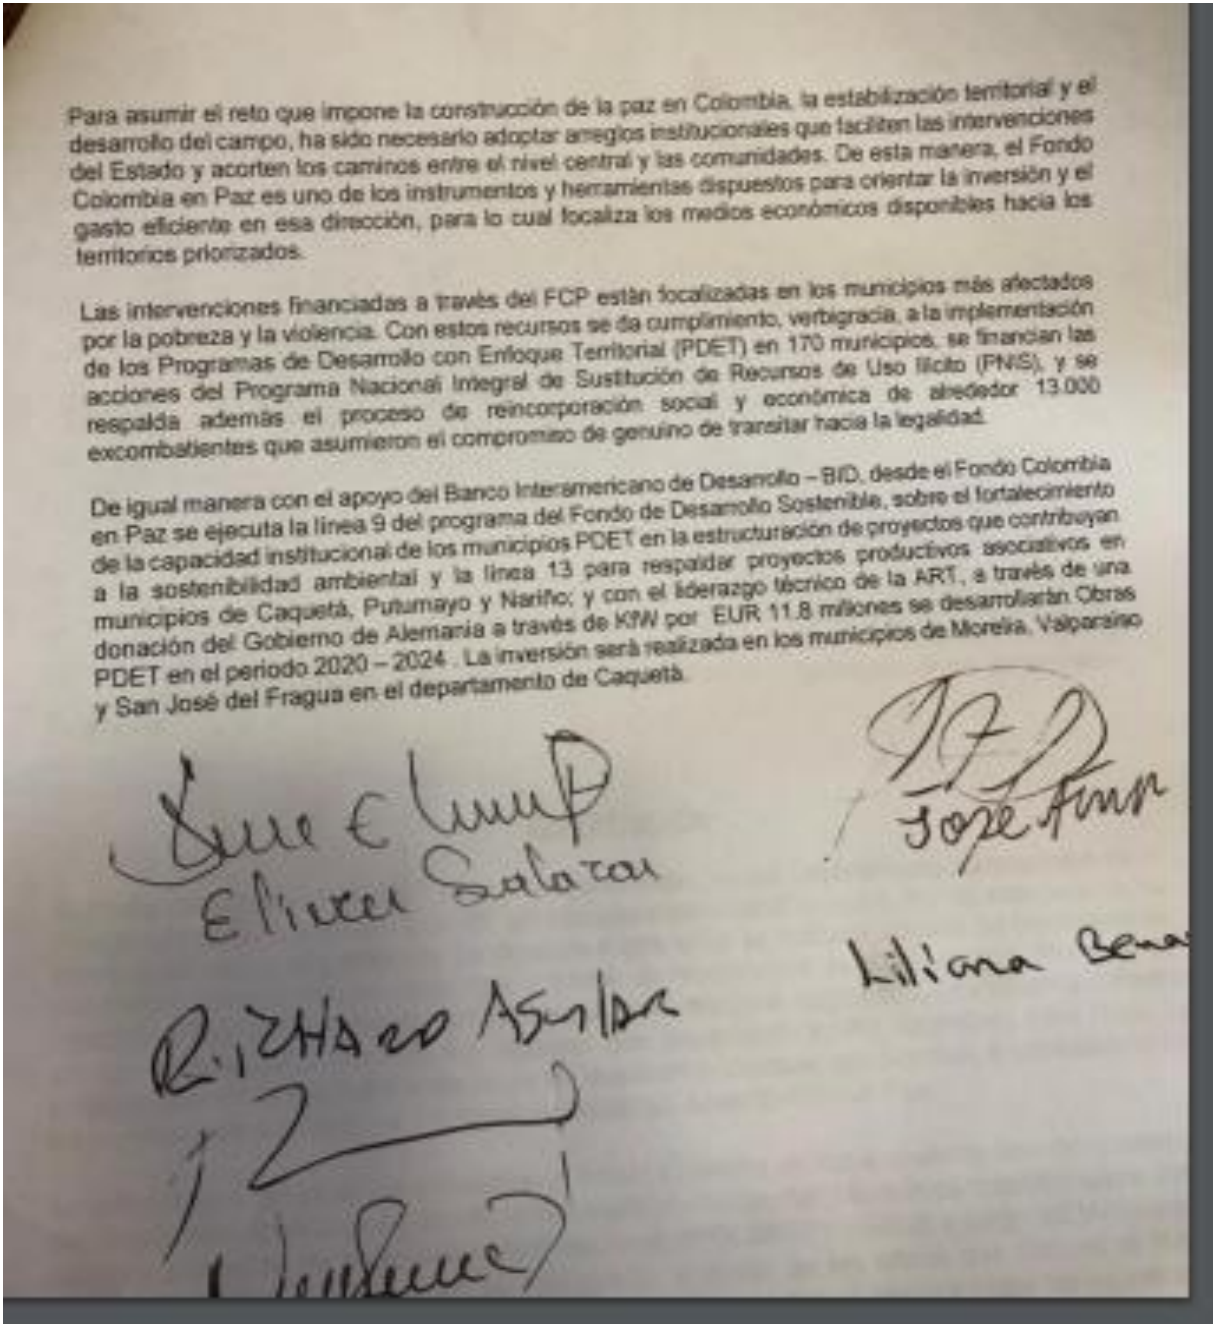 Para asumir el reto que impone la construcción de la paz en Colombia, la estabilización territorial y el
desarrollo del campo, ha sido necesario adoptar arreglos institucionales que faciliten las intervenciones
del Estado y acorten los caminos entre el nivel central y las comunidades. De esta manera, el Fondo
Colombia en Paz es uno de los instrumentos y herramientas dispuestos para orientar la inversión y el
gasto eficiente en esa dirección, para lo cual focaliza los medios económicos disponibles hacia los
territorios priorizados.
Las intervenciones financiadas a través del FCP están focalizadas en los municipios más afectados
por la pobreza y la violencia. Con estos recursos se da cumplimiento, verbigracia, a la implementación
de los Programas de Desarrollo con Enfoque Territorial (PDET) en 170 municipios, se financian las
acciones del Programa Nacional Integral de Sustitución de Recursos de Uso Ilícito (PNIS), y se
respalda además el proceso de reincorporación social y económica de alrededor 13.000
excombatientes que asumieron el compromiso de genuino de transitar hacia la legalidad.
De igual manera con el apoyo del Banco Interamericano de Desarrollo – BID, desde el Fondo Colombia
en Paz se ejecuta la línea 9 del programa del Fondo de Desarrollo Sostenible, sobre el fortalecimiento
de la capacidad institucional de los municipios PDET en la estructuración de proyectos que contribuyan
a la sostenibilidad ambiental y la línea 13 para respaldar proyectos productivos asociativos en
municipios de Caquetá, Putumayo y Nariño; y con el liderazgo técnico de la ART, a través de una
donación del Gobierno de Alemania a través de KfW por EUR 11.8 millones se desarrollarán Obras
PDET en el periodo 2020 – 2024 . La inversión será realizada en los municipios de Morelia, Valparaíso
y San José del Fragua en el departamento de Caquetá.
Jose
Salazar
Liliana Bena
RICHARD AGUILAR